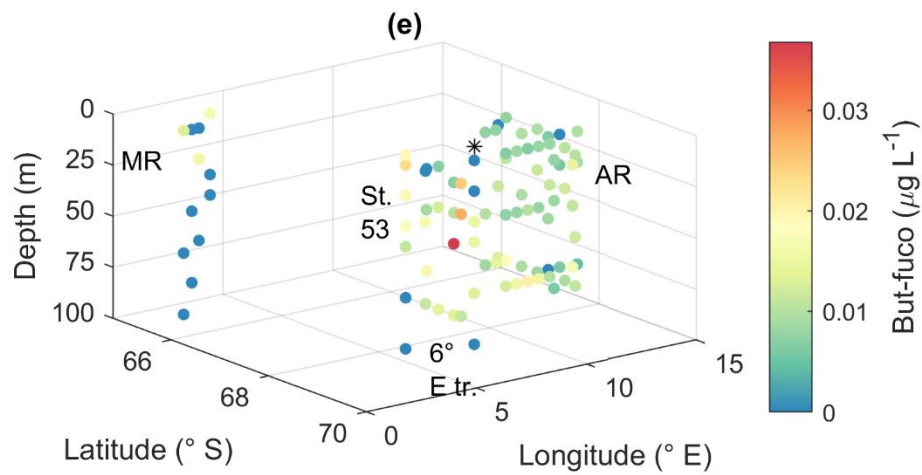 (e)
0
25
50
75
100
Depth (m)
MR
St.
53
AR
6°
E tr.
66
68
70
Latitude (° S)
0
5
10
15
Longitude (° E)
0.03
0.02
0.01
0
But-fuco (µg L⁻¹)